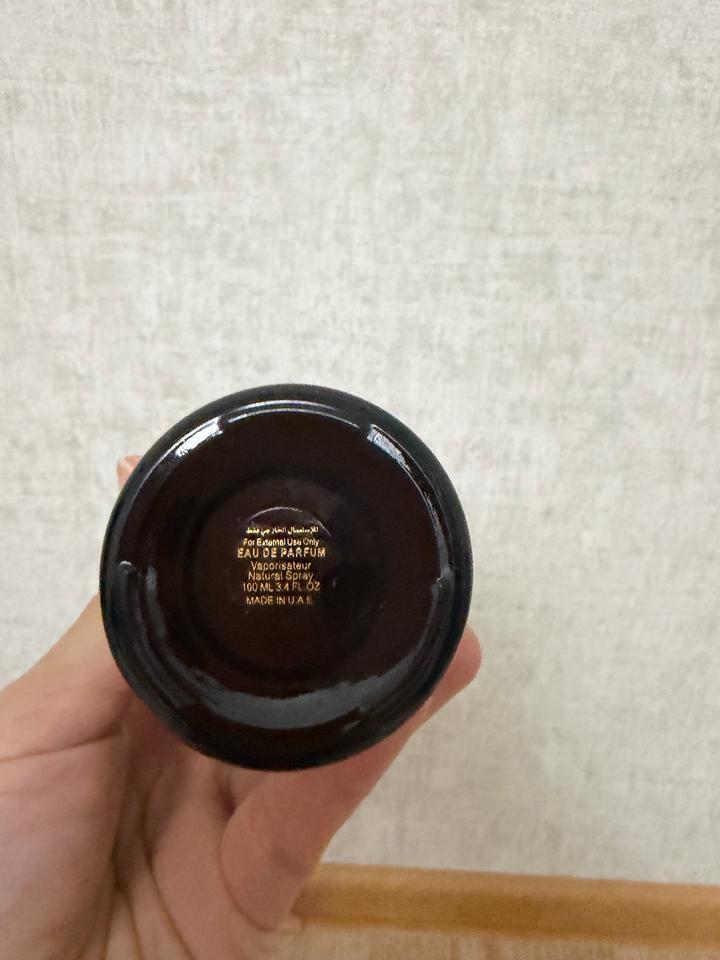 للإستعمال الخارجي فقط
For External Use Only
EAU DE PARFUM
Vaporisateur
Natural Spray
100 ML 3.4 FL.OZ
MADE IN U.A.E